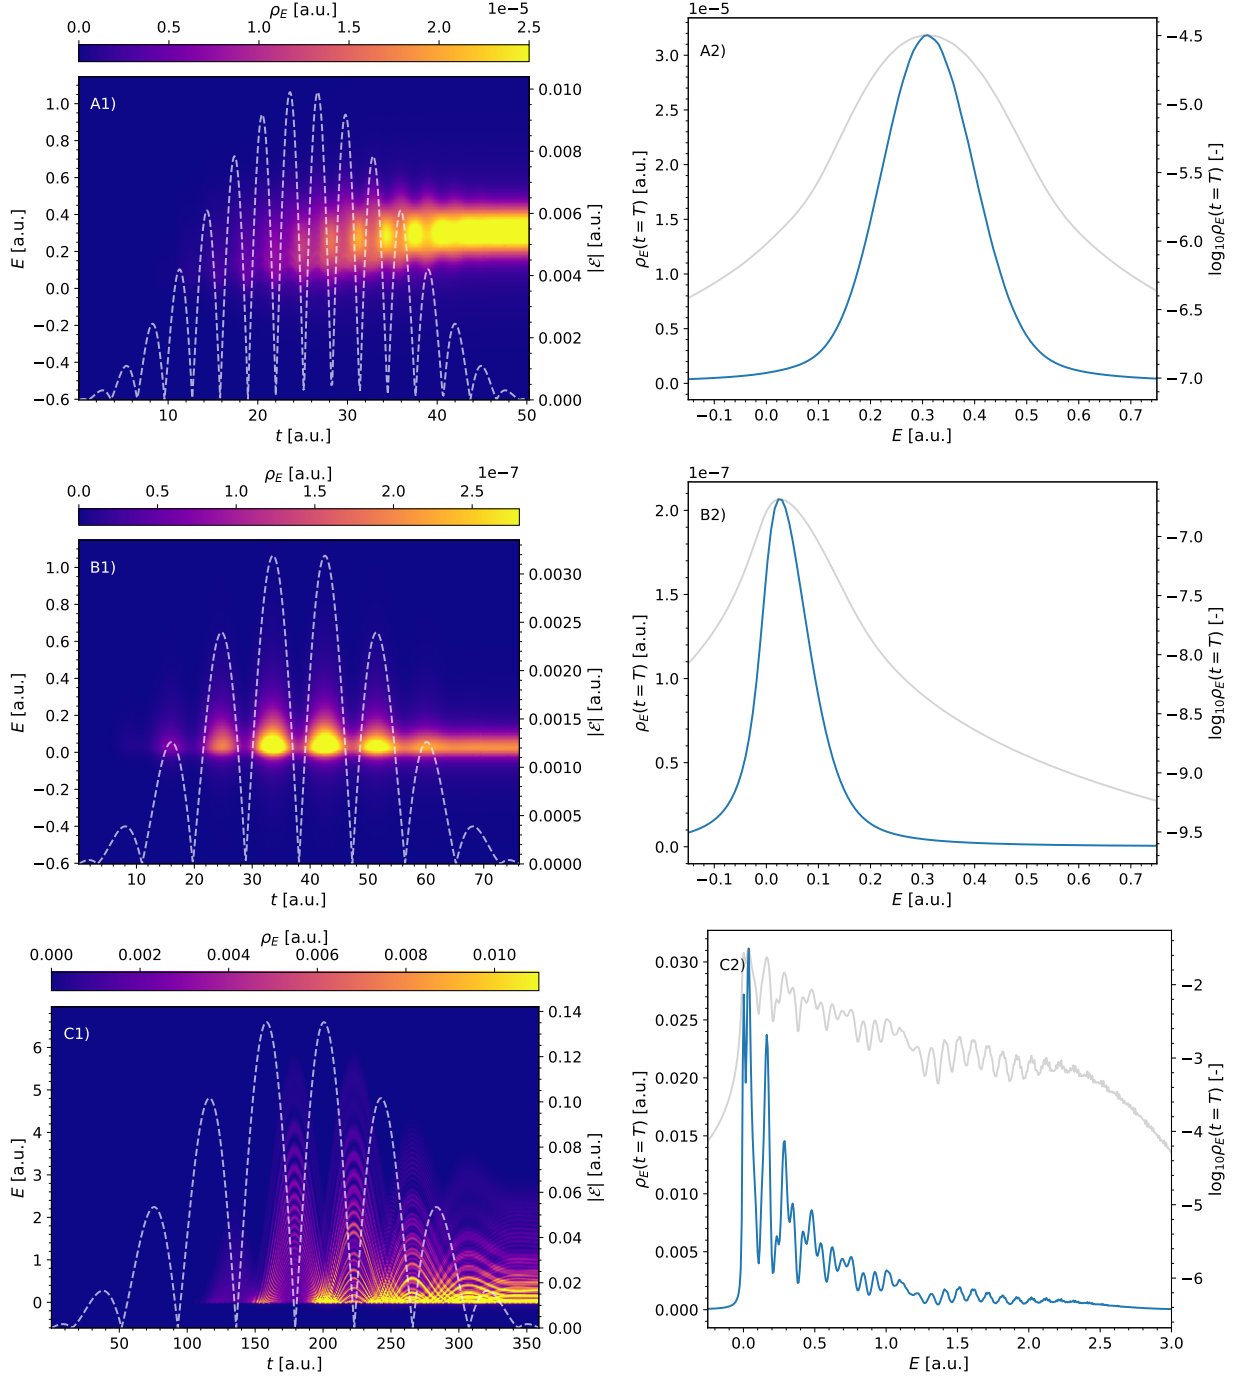 ρ_E [a.u.]
1e−5
0.0 0.5 1.0 1.5 2.0 2.5
A1)
E [a.u.]
1.0
0.8
0.6
0.4
0.2
0.0
−0.2
−0.4
−0.6
0.010
0.008
0.006
0.004
0.002
0.000
|ℰ| [a.u.]
10 20 30 40 50
t [a.u.]
1e−5
A2)
ρ_E(t = T) [a.u.]
3.0
2.5
2.0
1.5
1.0
0.5
0.0
−4.5
−5.0
−5.5
−6.0
−6.5
−7.0
log₁₀ρ_E(t = T) [-]
−0.1 0.0 0.1 0.2 0.3 0.4 0.5 0.6 0.7
E [a.u.]
ρ_E [a.u.]
1e−7
0.0 0.5 1.0 1.5 2.0 2.5
B1)
E [a.u.]
1.0
0.8
0.6
0.4
0.2
0.0
−0.2
−0.4
−0.6
0.0030
0.0025
0.0020
0.0015
0.0010
0.0005
0.0000
|ℰ| [a.u.]
0 10 20 30 40 50 60 70
t [a.u.]
1e−7
B2)
ρ_E(t = T) [a.u.]
2.0
1.5
1.0
0.5
0.0
−7.0
−7.5
−8.0
−8.5
−9.0
−9.5
log₁₀ρ_E(t = T) [-]
−0.1 0.0 0.1 0.2 0.3 0.4 0.5 0.6 0.7
E [a.u.]
ρ_E [a.u.]
0.000 0.002 0.004 0.006 0.008 0.010
C1)
E [a.u.]
6
5
4
3
2
1
0
0.14
0.12
0.10
0.08
0.06
0.04
0.02
0.00
|ℰ| [a.u.]
50 100 150 200 250 300 350
t [a.u.]
C2)
ρ_E(t = T) [a.u.]
0.030
0.025
0.020
0.015
0.010
0.005
0.000
−2
−3
−4
−5
−6
log₁₀ρ_E(t = T) [-]
0.0 0.5 1.0 1.5 2.0 2.5 3.0
E [a.u.]